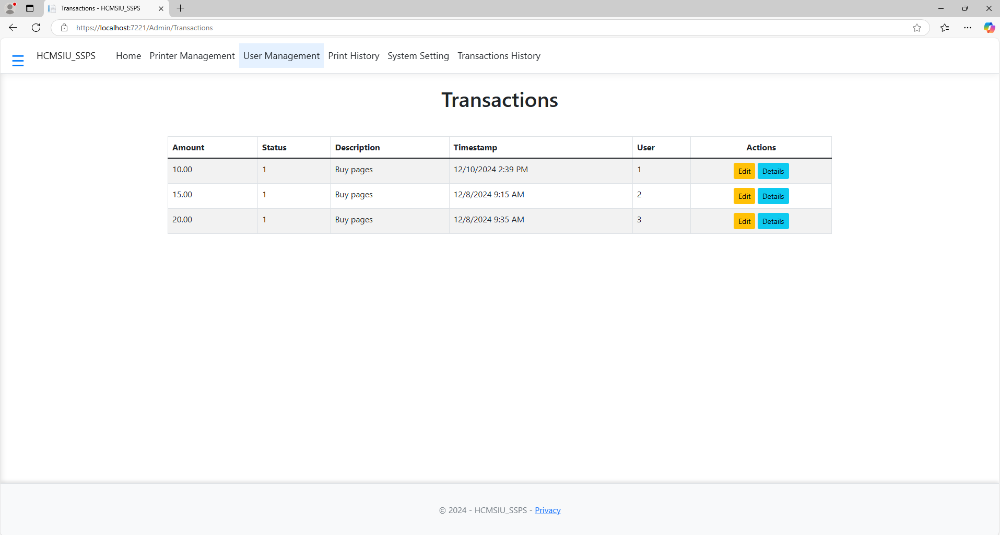 Transactions - HCMSIU_SSPS
https://localhost:7221/Admin/Transactions
HCMSIU_SSPS Home Printer Management User Management Print History System Setting Transactions History
Transactions
Amount Status Description Timestamp User Actions
10.00 1 Buy pages 12/10/2024 2:39 PM 1 Edit Details
15.00 1 Buy pages 12/8/2024 9:15 AM 2 Edit Details
20.00 1 Buy pages 12/8/2024 9:35 AM 3 Edit Details
© 2024 - HCMSIU_SSPS - Privacy